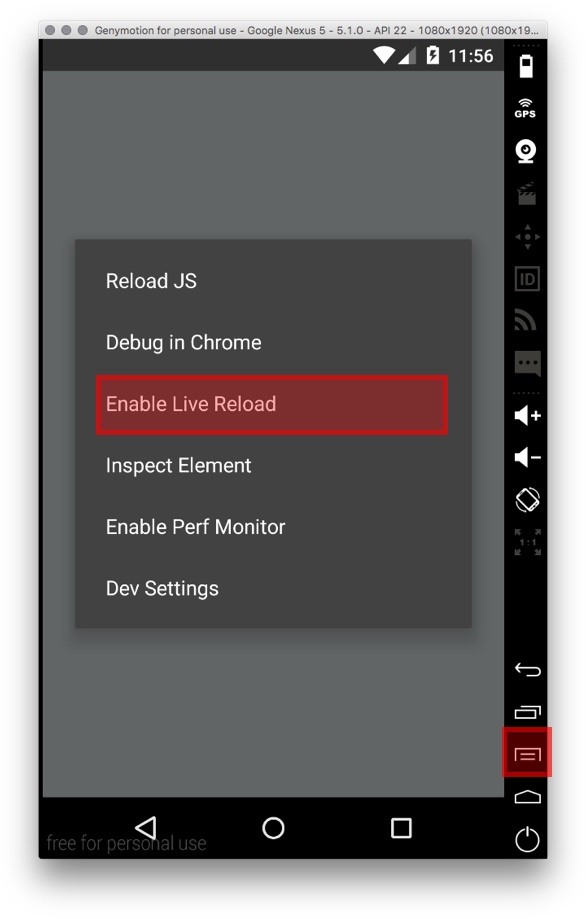 Genymotion for personal use - Google Nexus 5 - 5.1.0 - API 22 - 1080x1920 (1080x19...
11:56
GPS
Reload JS
Debug in Chrome
ID
Enable Live Reload
Inspect Element
Enable Perf Monitor
1:1
Dev Settings
free for personal use